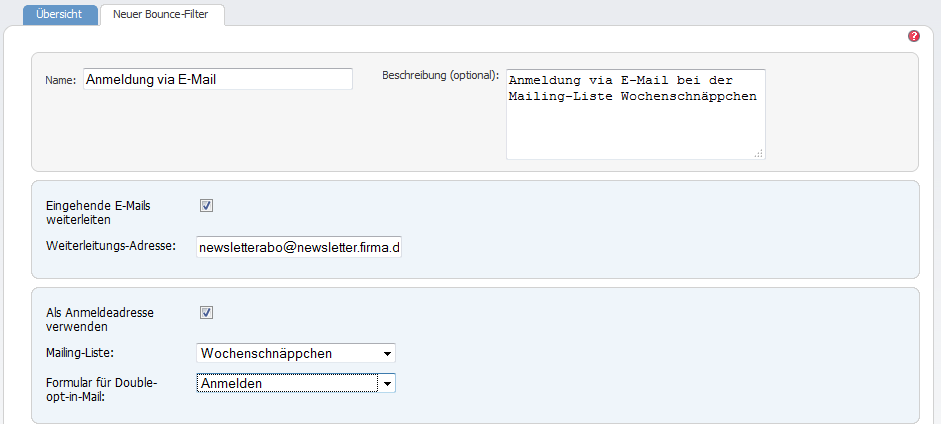 Übersicht
Neuer Bounce-Filter
?
Name:
Anmeldung via E-Mail
Beschreibung (optional):
Anmeldung via E-Mail bei der
Mailing-Liste Wochenschnäppchen
Eingehende E-Mails
weiterleiten
Weiterleitungs-Adresse:
newsletterabo@newsletter.firma.d
Als Anmeldeadresse
verwenden
Mailing-Liste:
Wochenschnäppchen
Formular für Double-
opt-in-Mail:
Anmelden